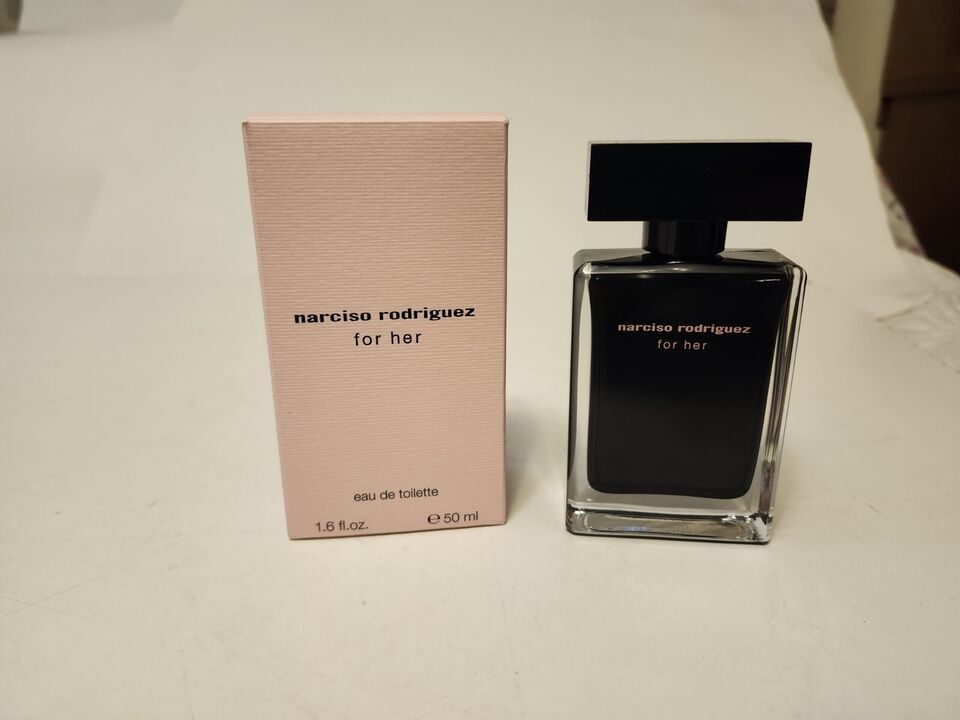 narciso rodriguez
for her
eau de toilette
1.6 fl.oz. ℮ 50 ml
narciso rodriguez
for her